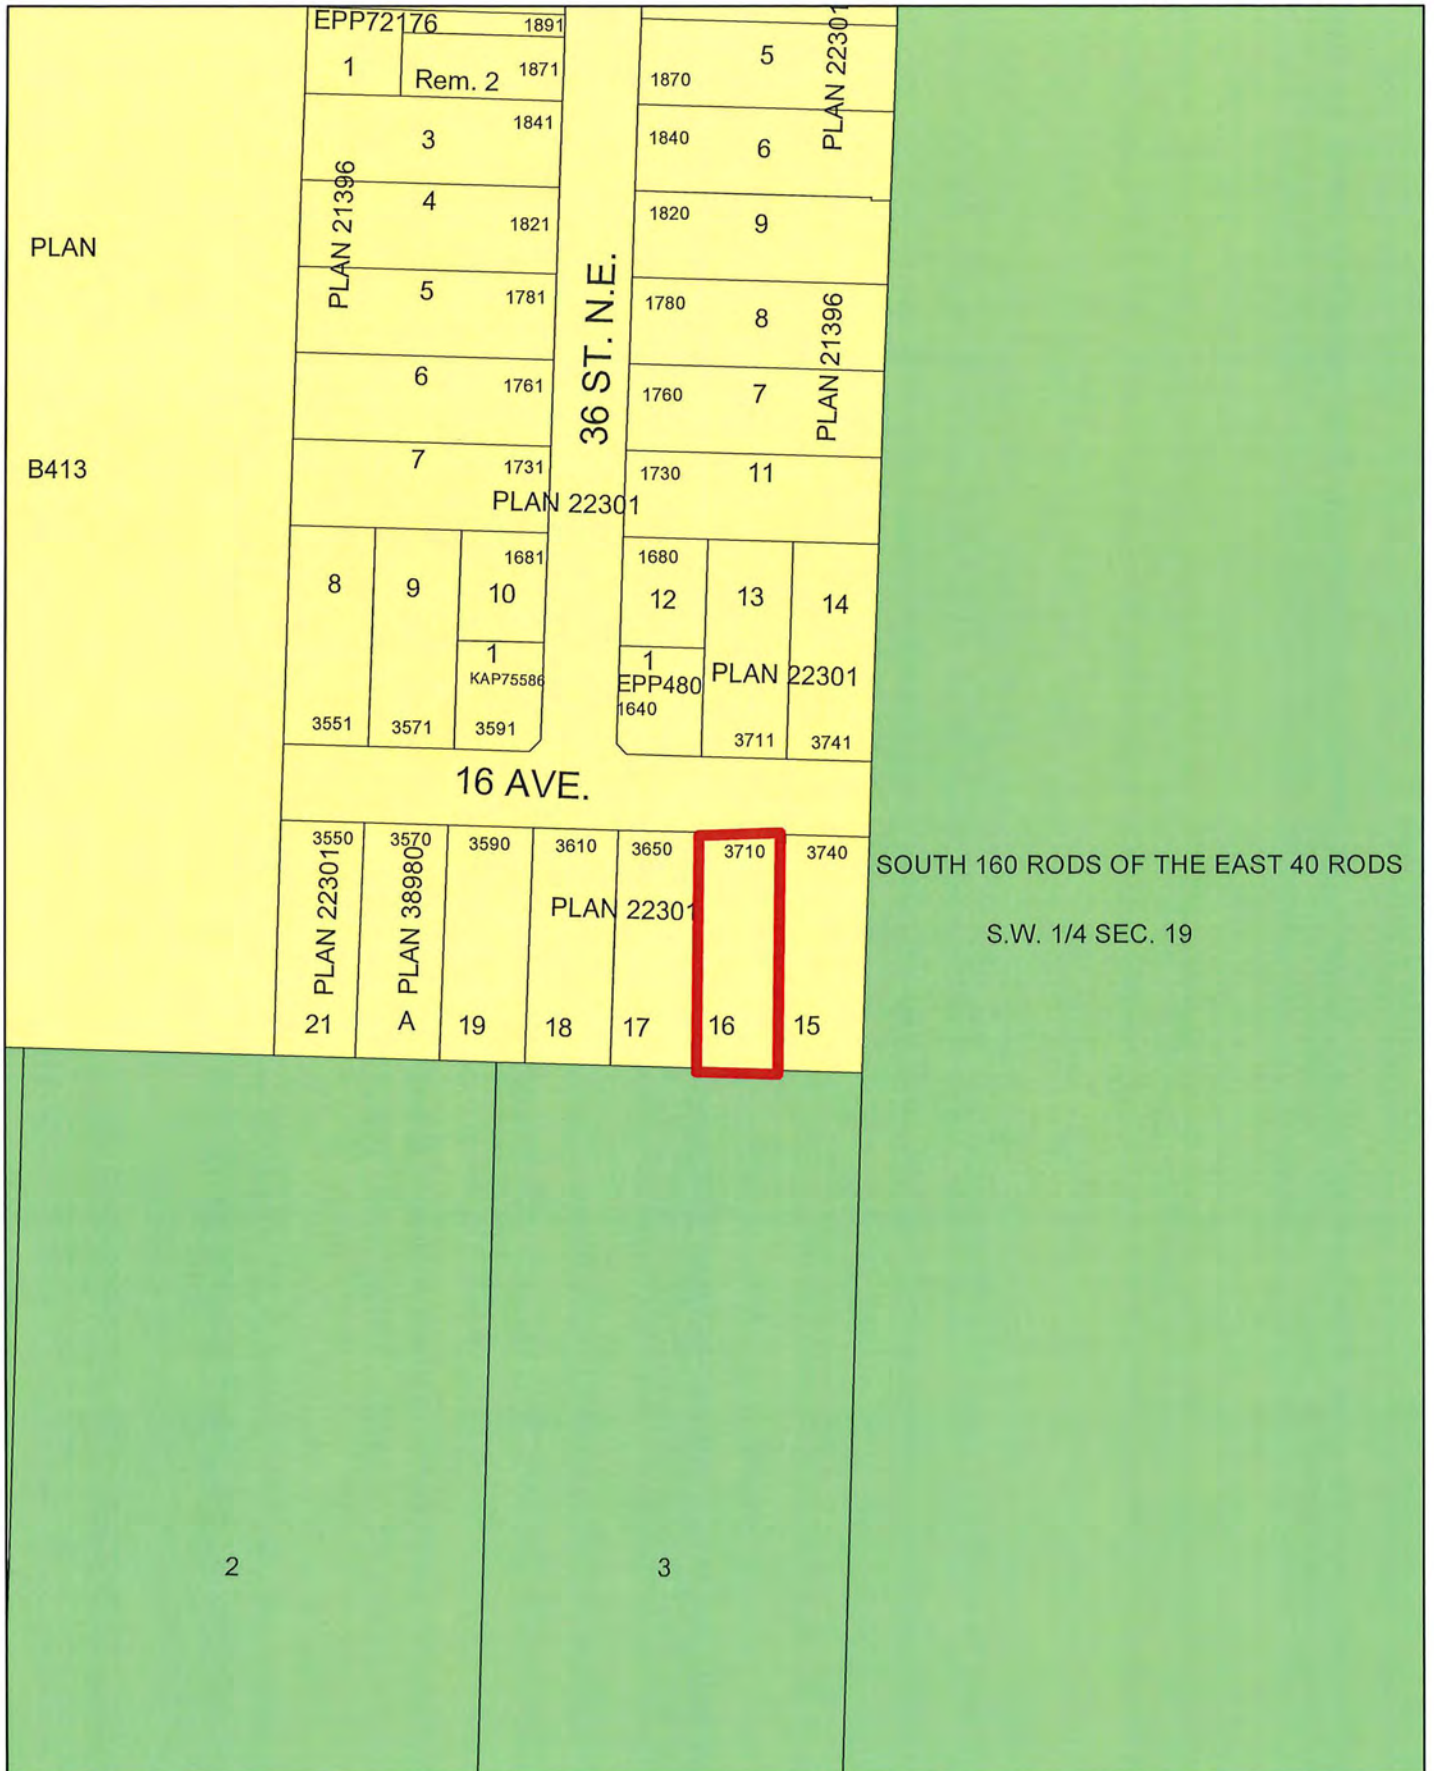 EPP72176
1891
1
Rem. 2
1871
5
1870
PLAN 22301
3
1841
1840
6
PLAN 21396
4
1821
1820
9
PLAN
5
1781
36 ST. N.E.
1780
8
PLAN 21396
6
1761
1760
7
B413
7
1731
1730
11
PLAN 22301
8
9
1681
10
1680
12
13
14
1
KAP75586
1
EPP480
1640
PLAN 22301
3551
3571
3591
3711
3741
16 AVE.
3550
3570
3590
3610
3650
3710
3740
SOUTH 160 RODS OF THE EAST 40 RODS
S.W. 1/4 SEC. 19
PLAN 22301
PLAN 38980
PLAN 22301
21
A
19
18
17
16
15
2
3